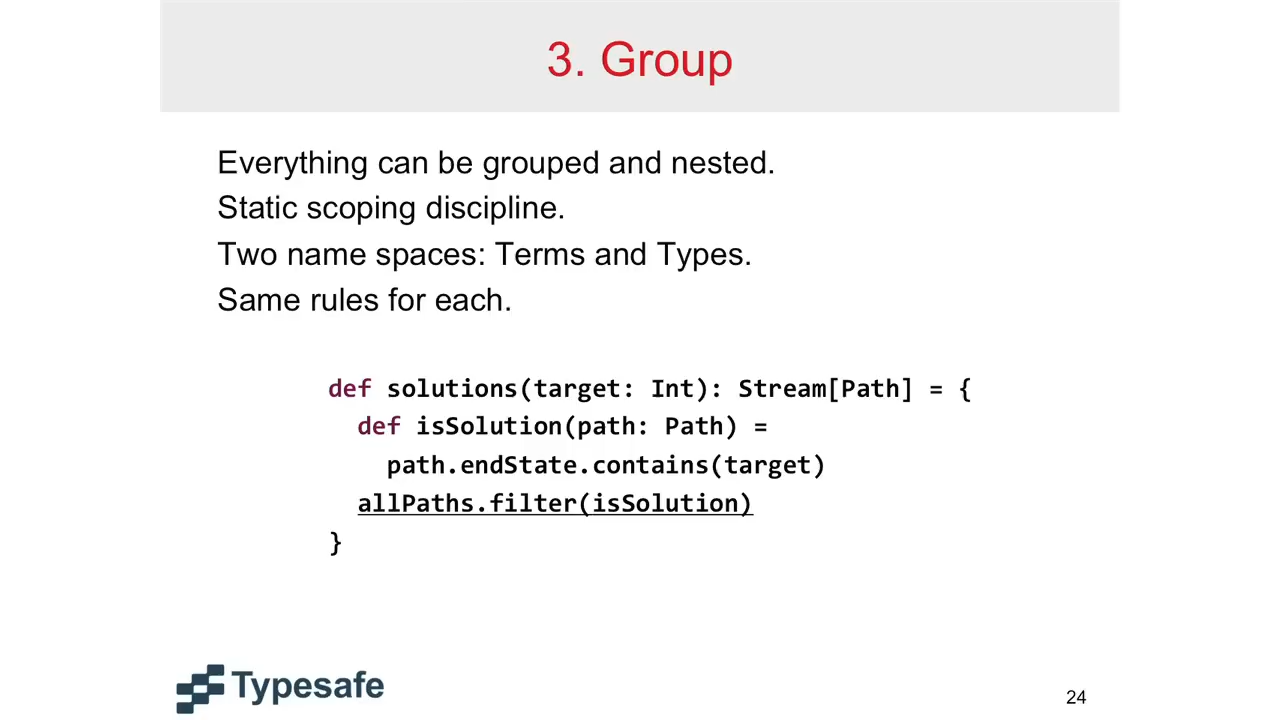 3. Group
Everything can be grouped and nested.
Static scoping discipline.
Two name spaces: Terms and Types.
Same rules for each.
def solutions(target: Int): Stream[Path] = {
  def isSolution(path: Path) =
    path.endState.contains(target)
  allPaths.filter(isSolution)
}
Typesafe
24